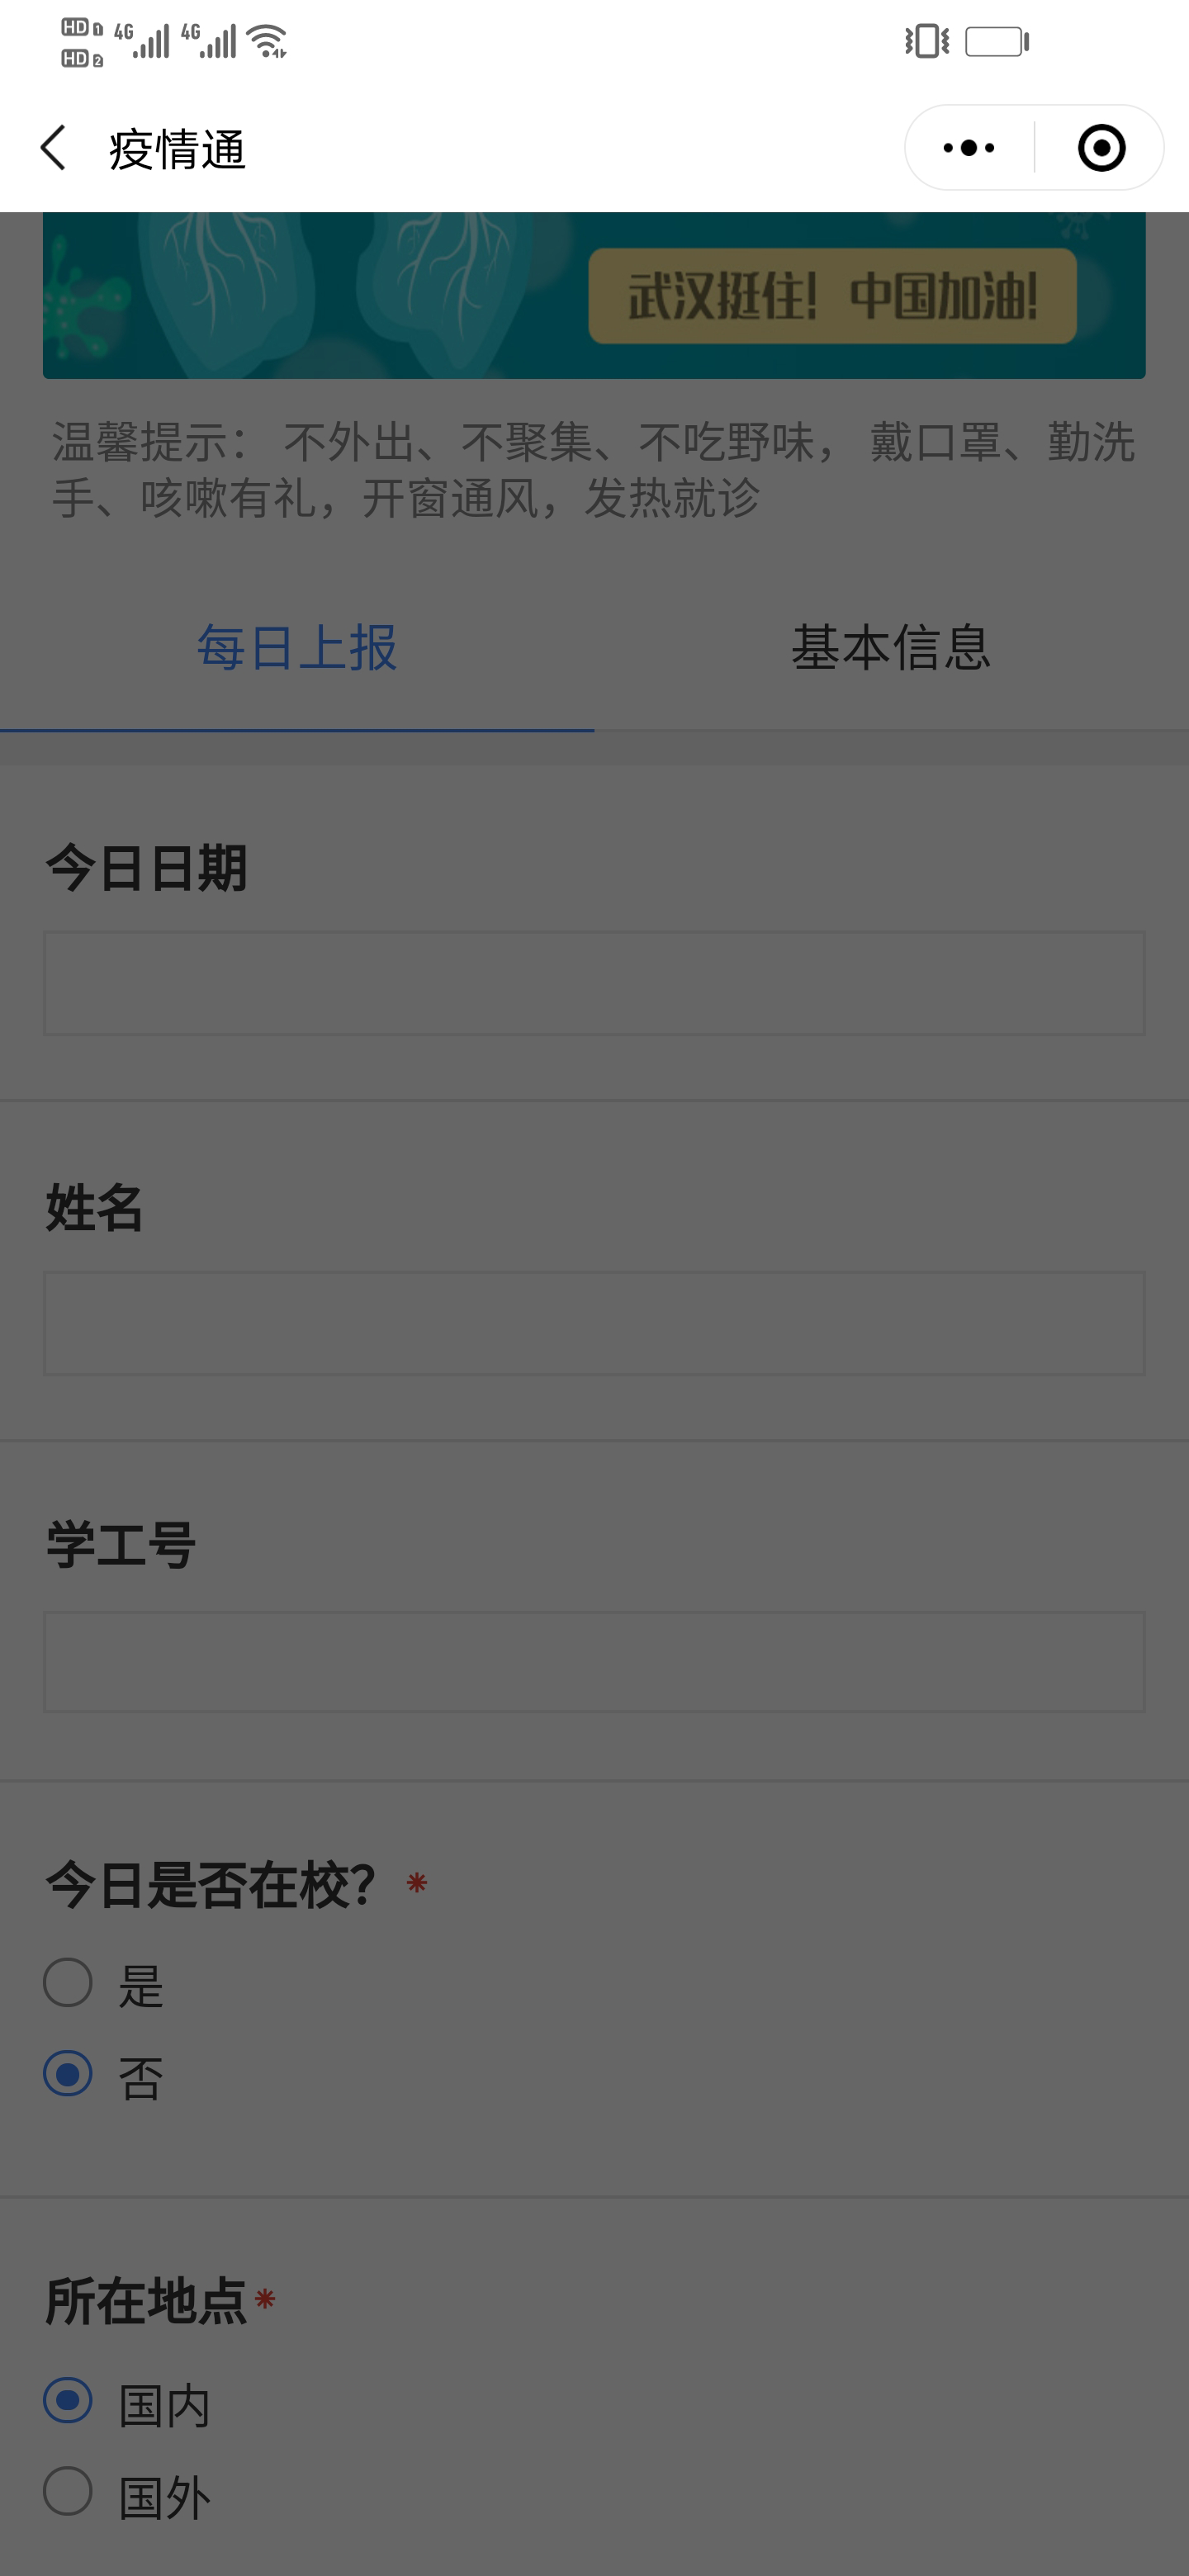 HD 1 4G 4G
HD 2
疫情通
武汉挺住！ 中国加油！
温馨提示： 不外出、不聚集、不吃野味， 戴口罩、勤洗
手、咳嗽有礼，开窗通风，发热就诊
每日上报 基本信息
今日日期
姓名
学工号
今日是否在校？ *
是
否
所在地点*
国内
国外